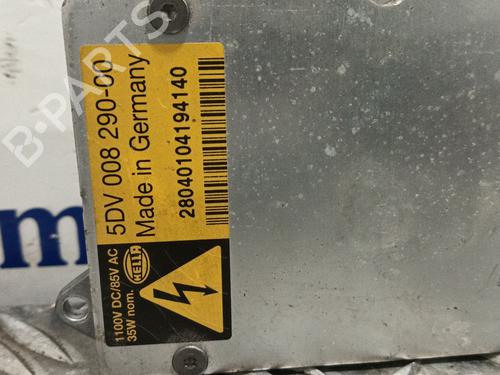 B-PARTS
5DV 008 290-00
Made in Germany
28040104194140
1100V DC/85V AC
35W nom.
HELLA